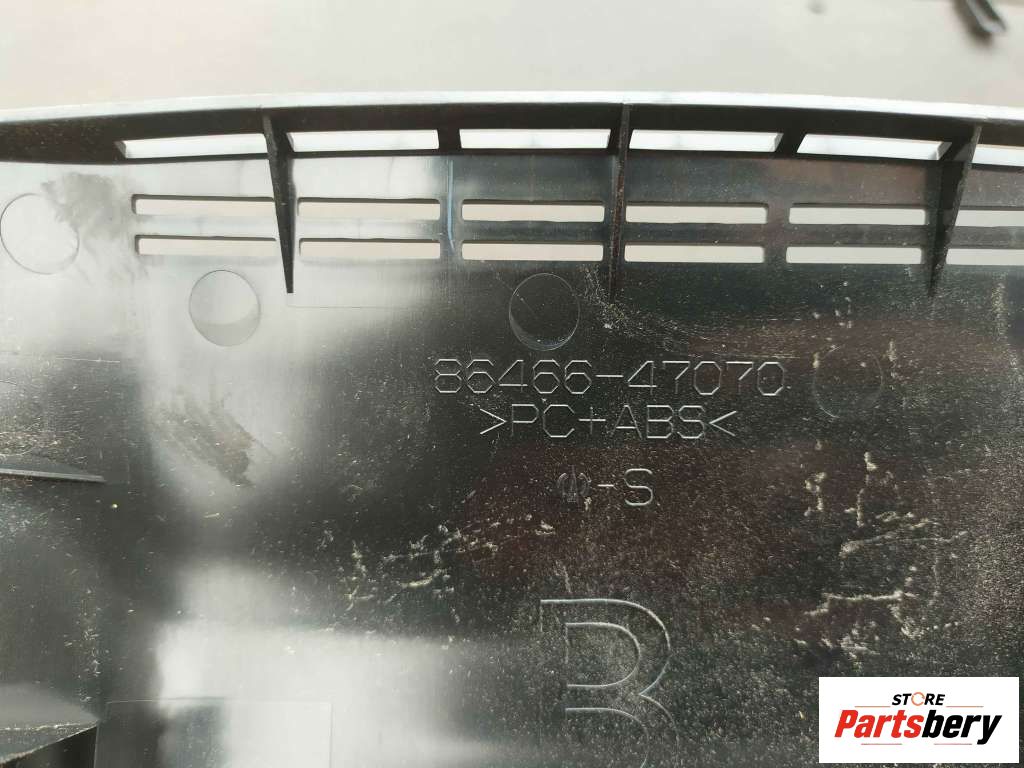 86466-47070
>PC+ABS<
-S
B
STORE
Partsbery